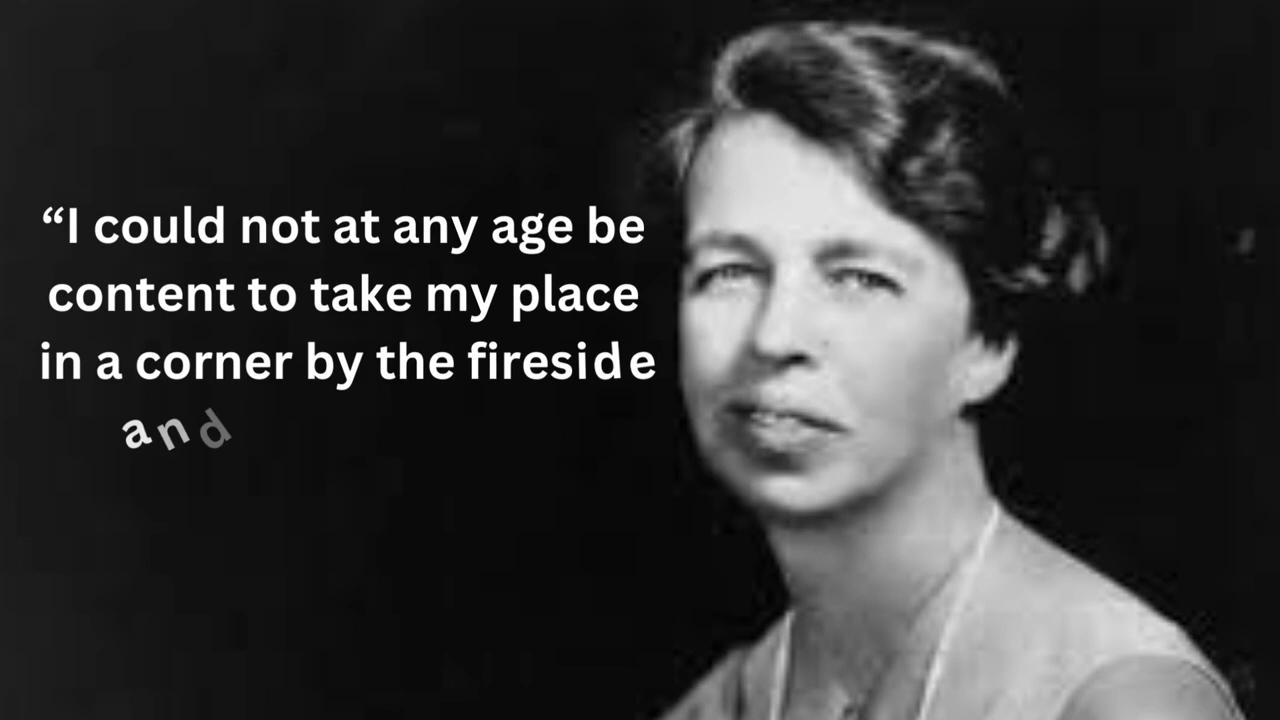 “I could not at any age be
content to take my place
in a corner by the fireside
and